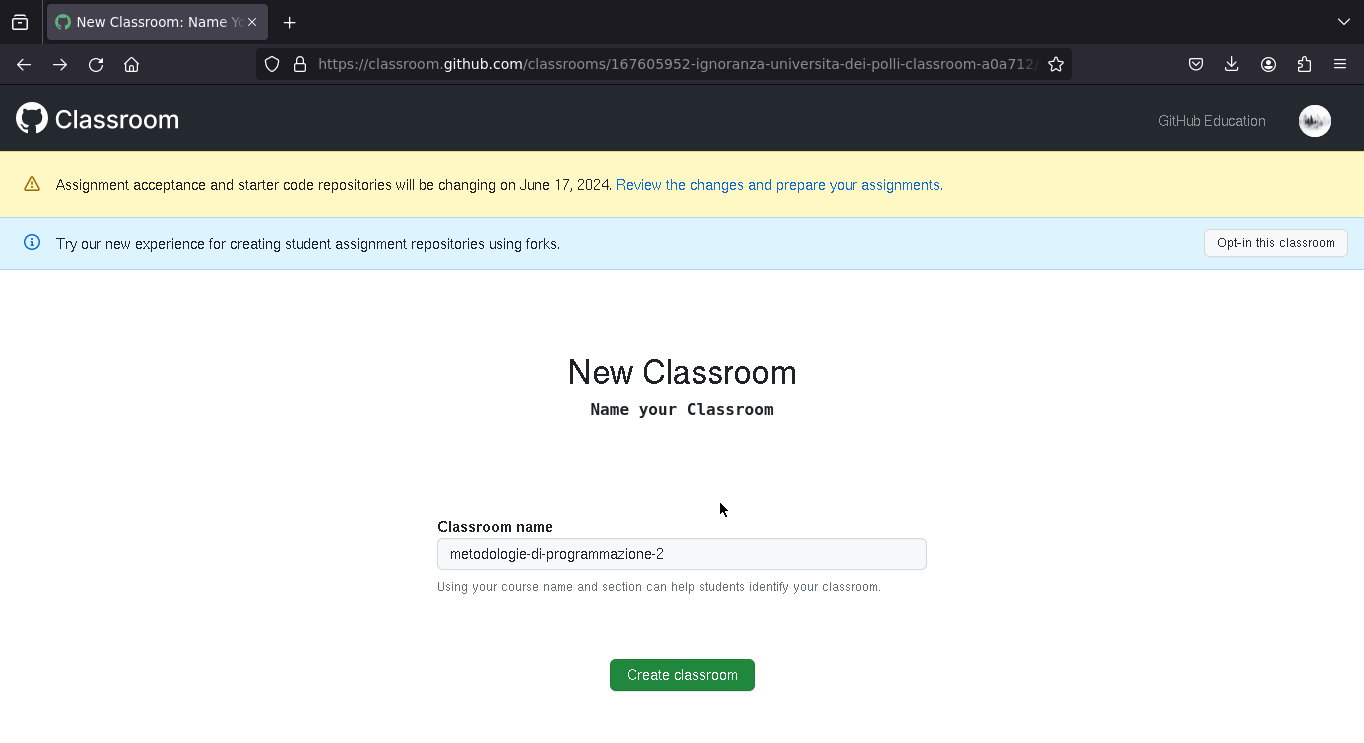 New Classroom: Name Yo
https://classroom.github.com/classrooms/167605952-ignoranza-universita-dei-polli-classroom-a0a712/
Classroom
GitHub Education
Assignment acceptance and starter code repositories will be changing on June 17, 2024. Review the changes and prepare your assignments.
Try our new experience for creating student assignment repositories using forks.
Opt-in this classroom
New Classroom
Name your Classroom
Classroom name
metodologie-di-programmazione-2
Using your course name and section can help students identify your classroom.
Create classroom